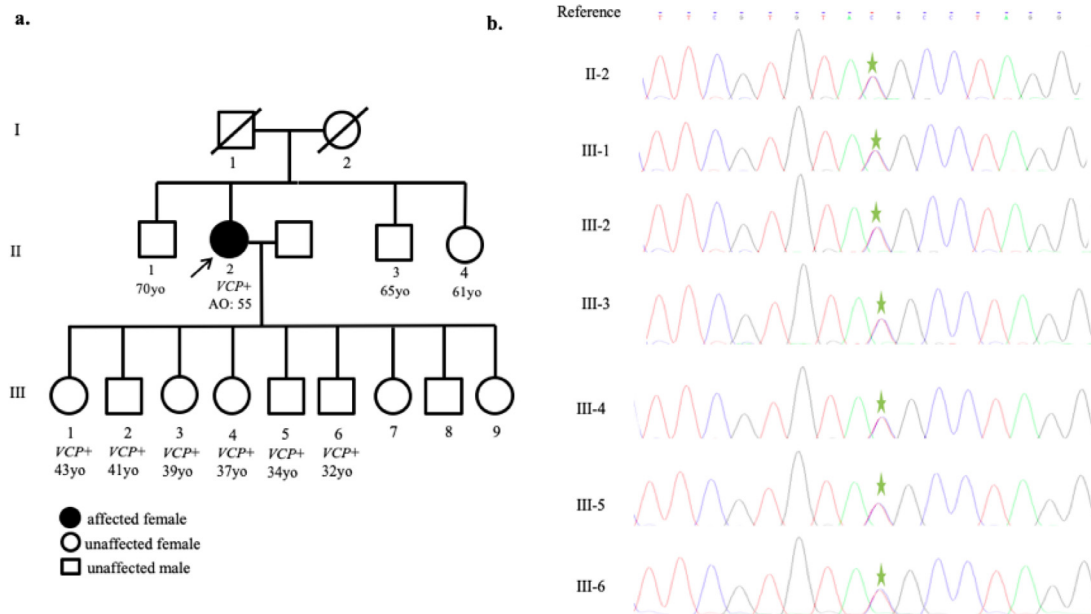 a.
I
1
2
II
1
2
3
4
70yo
VCP+
AO: 55
65yo
61yo
III
1 2 3 4 5 6 7 8 9
VCP+ VCP+ VCP+ VCP+ VCP+ VCP+
43yo 41yo 39yo 37yo 34yo 32yo
affected female
unaffected female
unaffected male
b.
Reference T T C G T G T A C G C C T A G G
II-2
III-1
III-2
III-3
III-4
III-5
III-6